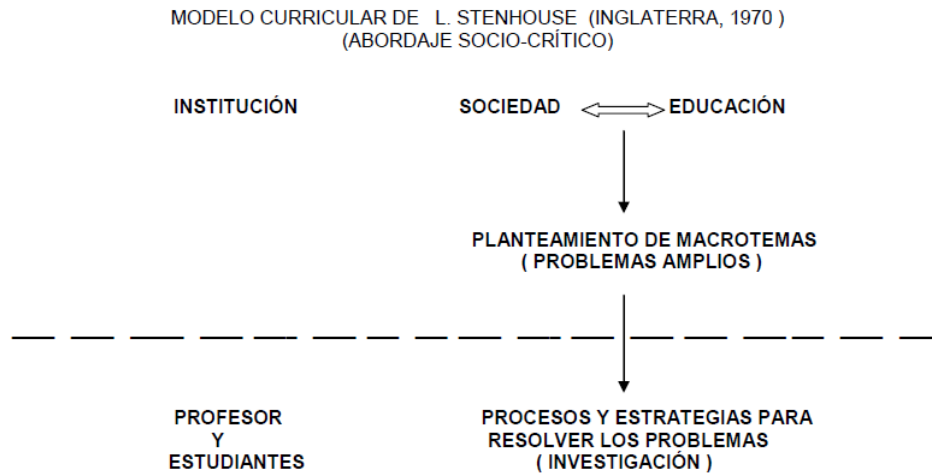 MODELO CURRICULAR DE L. STENHOUSE (INGLATERRA, 1970 )
(ABORDAJE SOCIO-CRÍTICO)
INSTITUCIÓN SOCIEDAD EDUCACIÓN
PLANTEAMIENTO DE MACROTEMAS
( PROBLEMAS AMPLIOS )
PROFESOR
Y
ESTUDIANTES
PROCESOS Y ESTRATEGIAS PARA
RESOLVER LOS PROBLEMAS
( INVESTIGACIÓN )